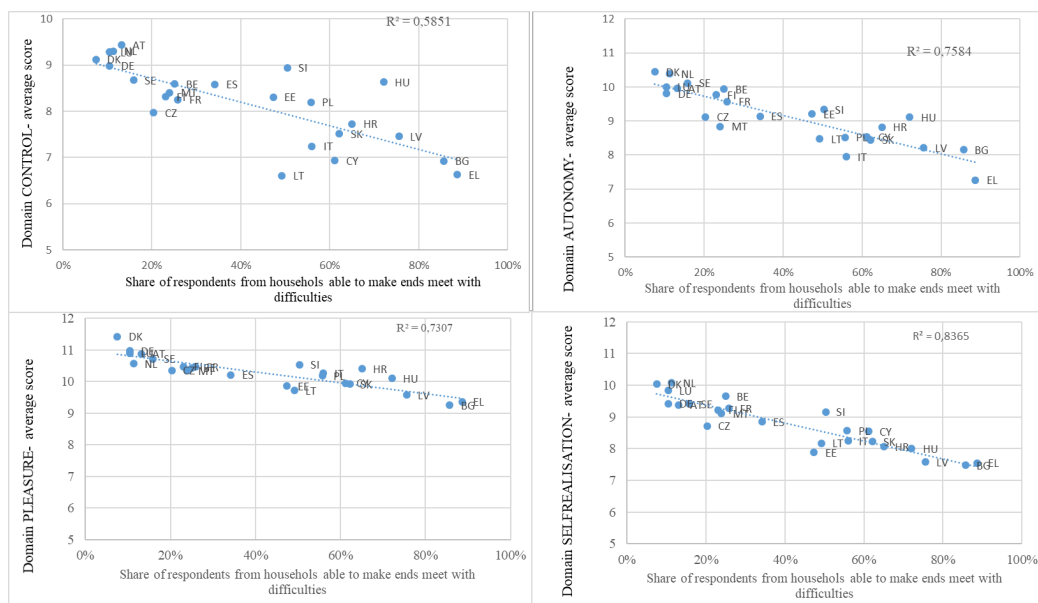 Domain CONTROL- average score
R² = 0,5851
10
9
8
7
6
5
0% 20% 40% 60% 80% 100%
AT
NL
DK
DE
SE
BE
MT
FR
CZ
ES
EE
SI
PL
HU
HR
SK
IT
CY
LT
LV
BG
EL
Share of respondents from househols able to make ends meet with
difficulties
Domain AUTONOMY- average score
R² = 0,7584
12
11
10
9
8
7
6
5
0% 20% 40% 60% 80% 100%
DK
NL
SE
AT
DE
BE
FI
FR
CZ
MT
ES
EE
SI
LT
PL
CY
SK
IT
HR
HU
LV
BG
EL
Share of respondents from househols able to make ends meet with
difficulties
Domain PLEASURE- average score
R² = 0,7307
12
11
10
9
8
7
6
5
0% 20% 40% 60% 80% 100%
DK
DE
AT
NL
SE
CZ
MT
ES
EE
LT
SI
IT
PL
CY
SK
HR
HU
LV
BG
EL
Share of respondents from househols able to make ends meet with
difficulties
Domain SELFREALISATION- average score
R² = 0,8365
12
11
10
9
8
7
6
5
0% 20% 40% 60% 80% 100%
DK
NL
LU
DE
AT
SE
BE
FI
FR
MT
CZ
ES
SI
EE
LT
PL
CY
IT
SK
HR
HU
LV
BG
EL
Share of respondents from househols able to make ends meet with
difficulties